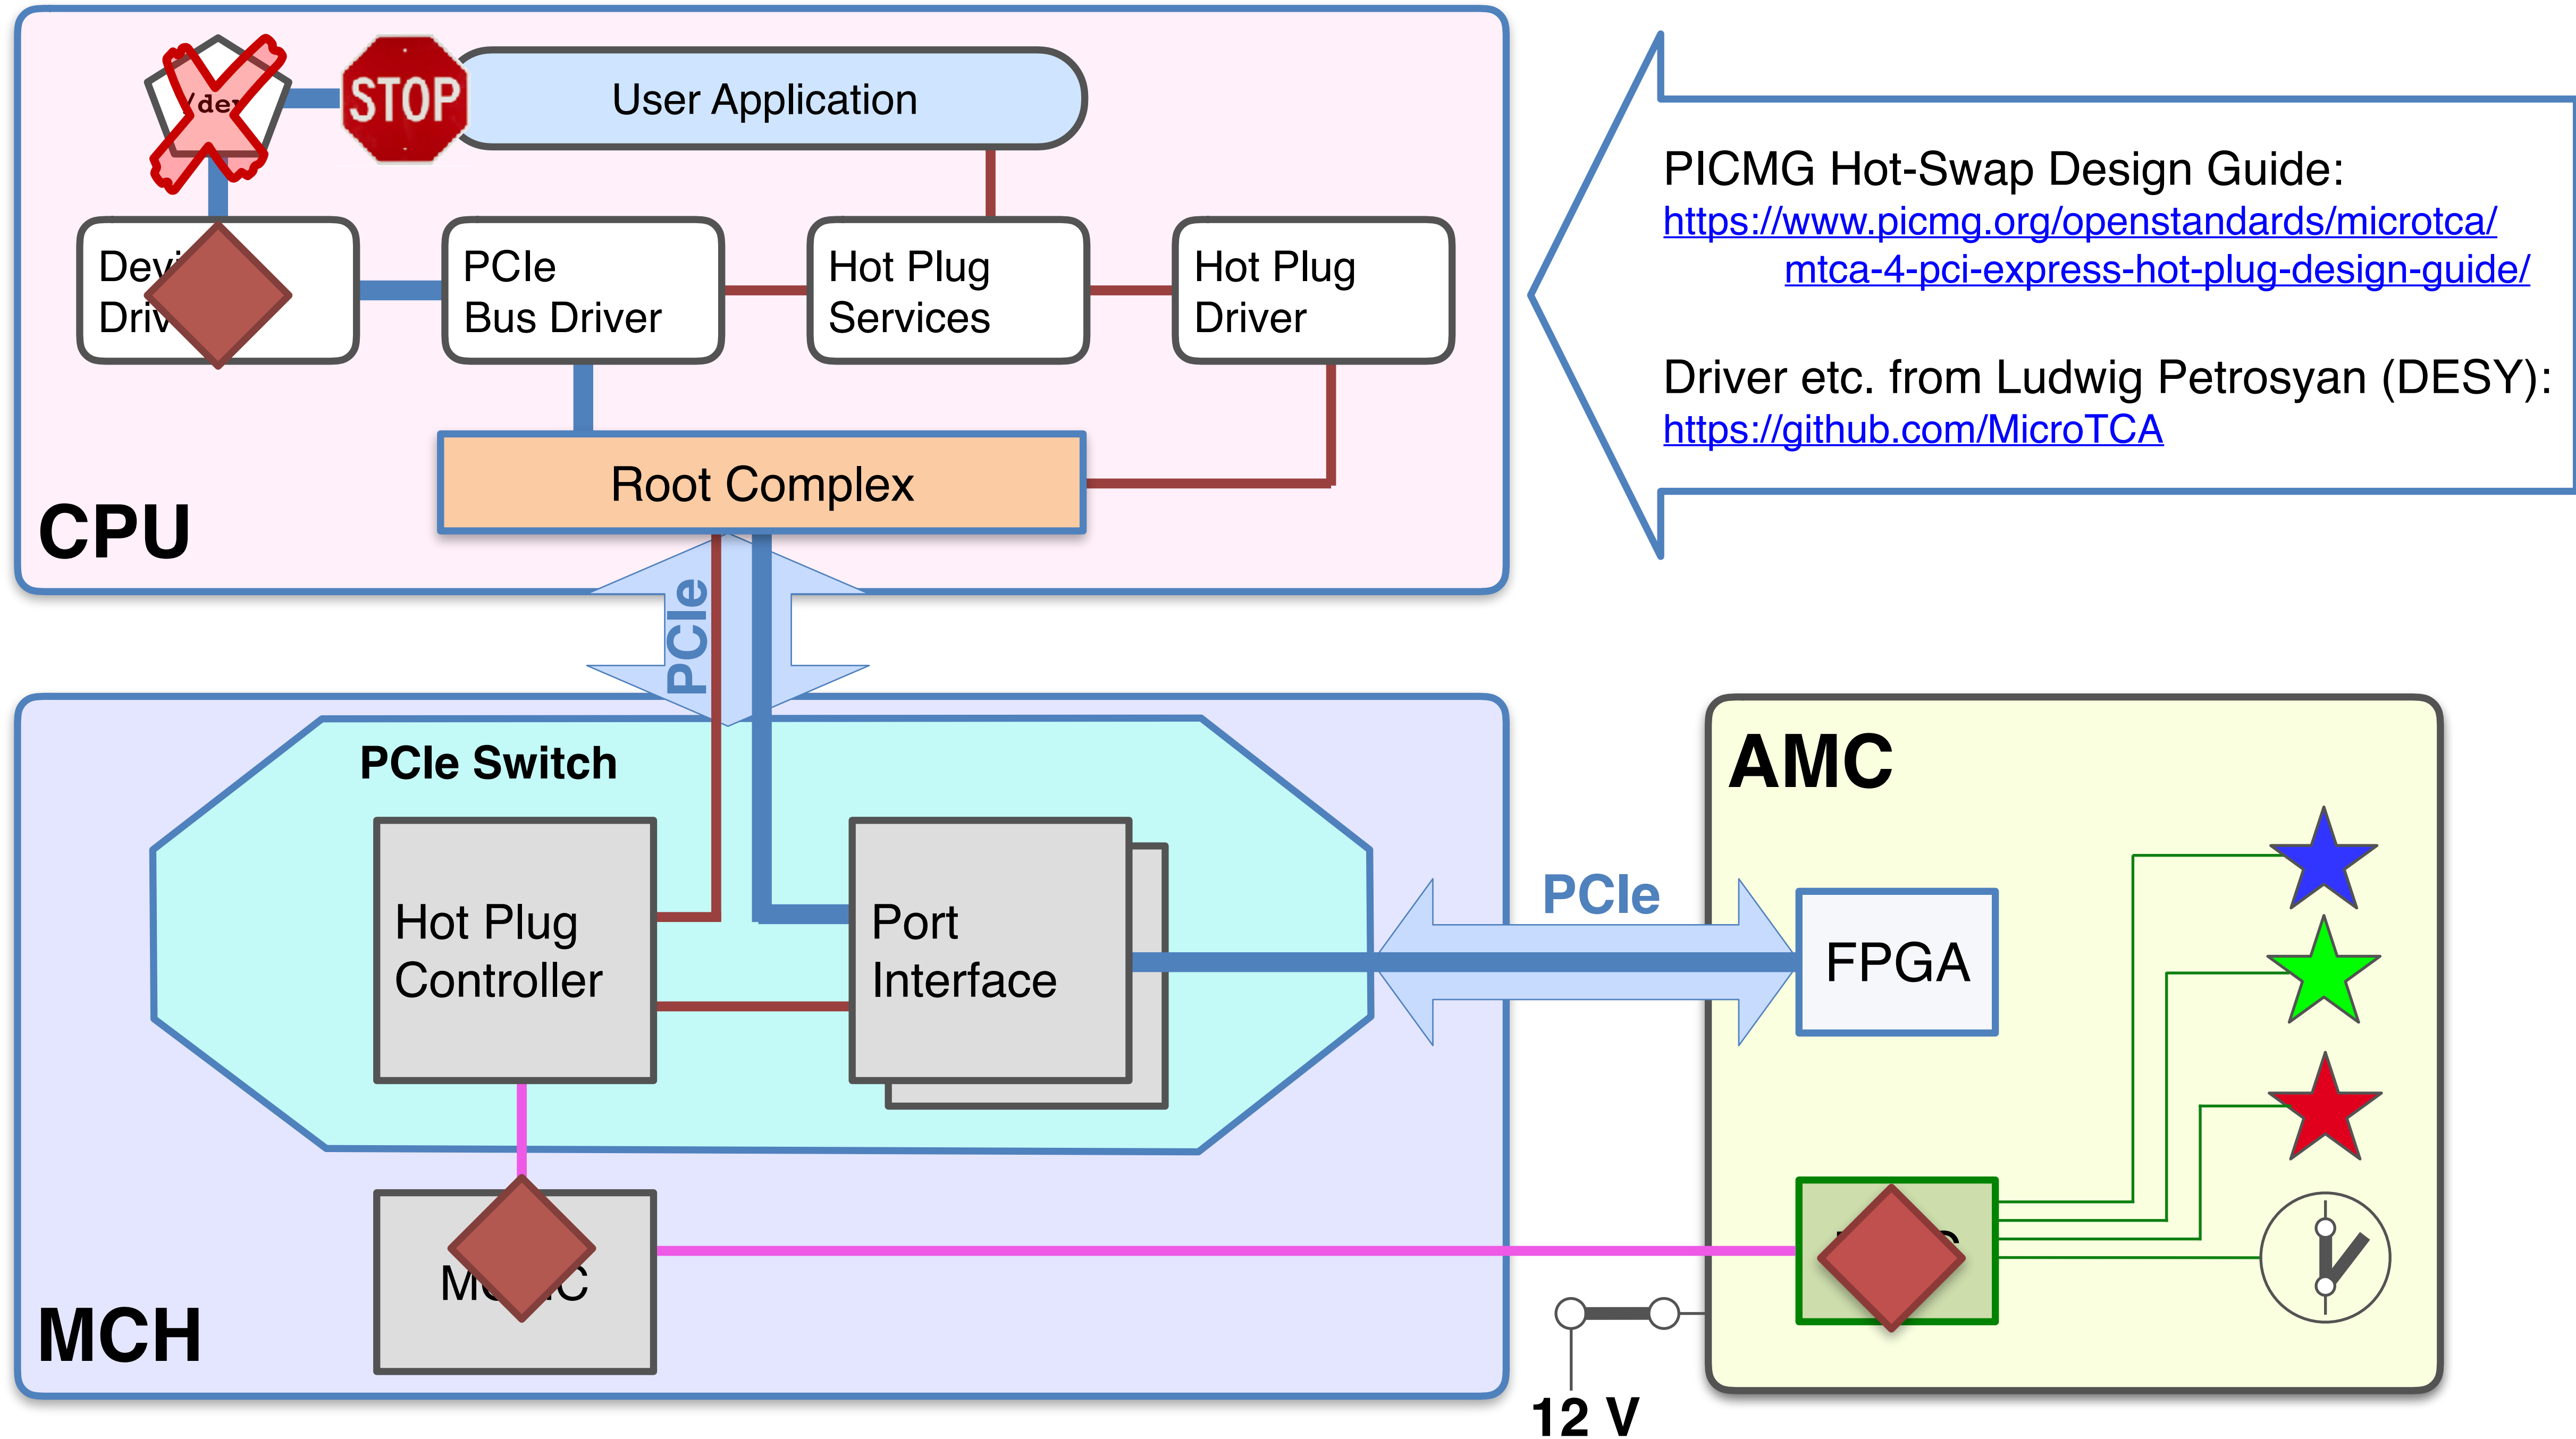 STOP
User Application
PCIe
Bus Driver
Hot Plug
Services
Hot Plug
Driver
Root Complex
CPU
PICMG Hot-Swap Design Guide:
https://www.picmg.org/openstandards/microtca/
mtca-4-pci-express-hot-plug-design-guide/
Driver etc. from Ludwig Petrosyan (DESY):
https://github.com/MicroTCA
PCIe
PCIe Switch
Hot Plug
Controller
Port
Interface
MCH
PCIe
AMC
FPGA
12 V